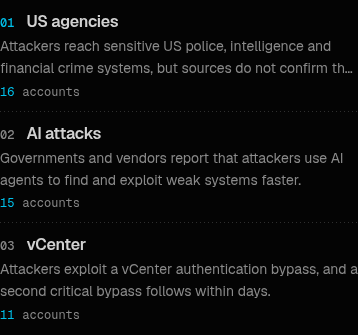 01 US agencies
Attackers reach sensitive US police, intelligence and
financial crime systems, but sources do not confirm th...
16 accounts
02 AI attacks
Governments and vendors report that attackers use AI
agents to find and exploit weak systems faster.
15 accounts
03 vCenter
Attackers exploit a vCenter authentication bypass, and a
second critical bypass follows within days.
11 accounts